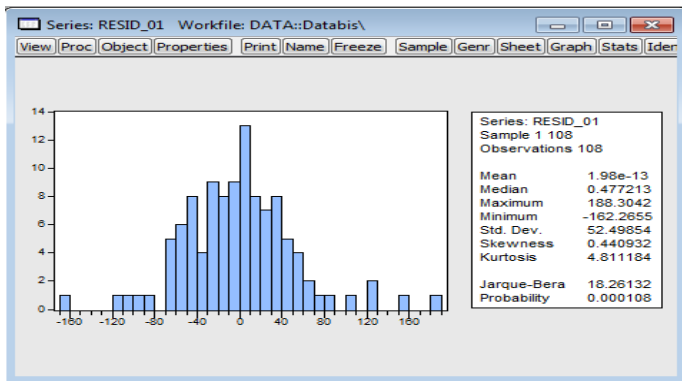 Series: RESID_01 Workfile: DATA::Databis\
View Proc Object Properties Print Name Freeze Sample Genr Sheet Graph Stats Iden
14
12
10
8
6
4
2
0
-160 -120 -80 -40 0 40 80 120 160
Series: RESID_01
Sample 1 108
Observations 108
Mean 1.98e-13
Median 0.477213
Maximum 188.3042
Minimum -162.2655
Std. Dev. 52.49854
Skewness 0.440932
Kurtosis 4.811184
Jarque-Bera 18.26132
Probability 0.000108